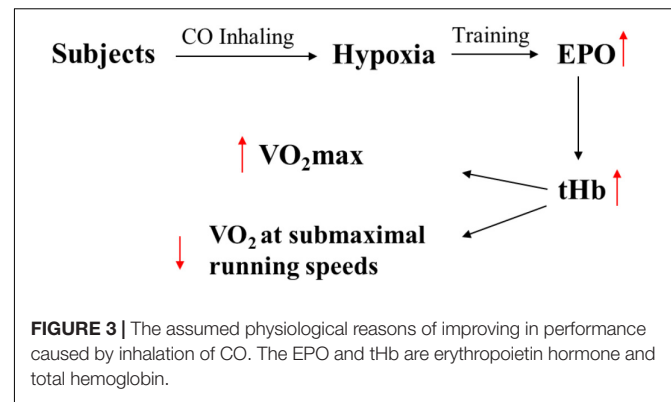 Subjects CO Inhaling Hypoxia Training EPO
VO₂max
tHb
VO₂ at submaximal
running speeds
FIGURE 3 | The assumed physiological reasons of improving in performance
caused by inhalation of CO. The EPO and tHb are erythropoietin hormone and
total hemoglobin.